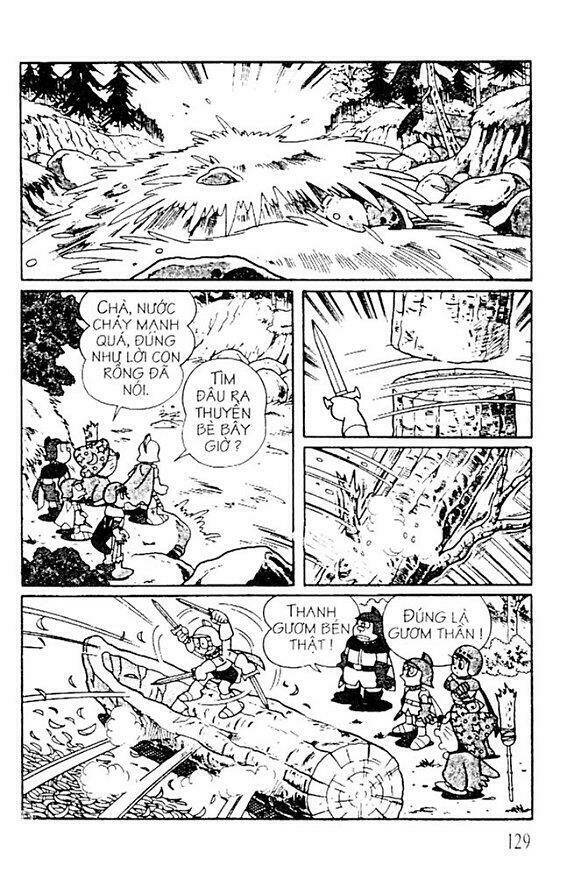 CHÀ, NƯỚC
CHẢY MẠNH
QUÁ, ĐÚNG
NHƯ LỜI CON
RỒNG ĐÃ
NÓI.
TÌM
ĐÂU RA
THUYỀN
BÈ BÂY
GIỜ ?
THANH
GƯƠM BÉN
THẬT !
ĐÚNG LÀ
GƯƠM THẦN !
129